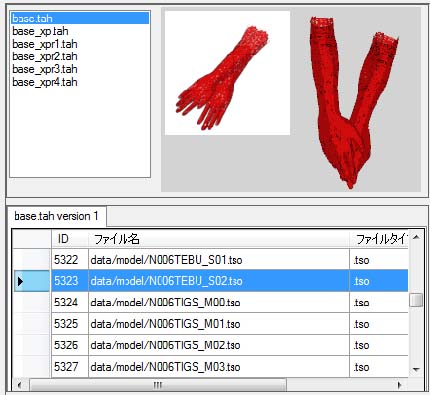 base.tah
base_xp.tah
base_xpr1.tah
base_xpr2.tah
base_xpr3.tah
base_xpr4.tah
base.tah version 1
ID ファイル名 ファイルタイプ
5322 data/model/N006TEBU_S01.tso .tso
5323 data/model/N006TEBU_S02.tso .tso
5324 data/model/N006TIGS_M00.tso .tso
5325 data/model/N006TIGS_M01.tso .tso
5326 data/model/N006TIGS_M02.tso .tso
5327 data/model/N006TIGS_M03.tso .tso